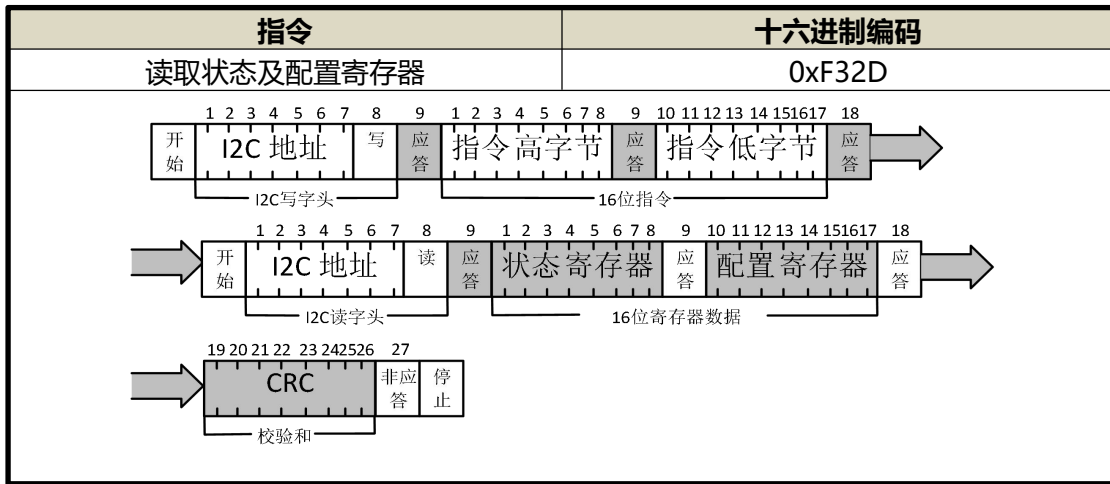 指令 十六进制编码
读取状态及配置寄存器 0xF32D
1 2 3 4 5 6 7 8 9 1 2 3 4 5 6 7 8 9 10 11 12 13 14 15 16 17 18
开始 I2C 地址 写 应答 指令高字节 应答 指令低字节 应答
I2C写字头 16位指令
1 2 3 4 5 6 7 8 9 1 2 3 4 5 6 7 8 9 10 11 12 13 14 15 16 17 18
开始 I2C 地址 读 应答 状态寄存器 应答 配置寄存器 应答
I2C读字头 16位寄存器数据
19 20 21 22 23 24 25 26 27
CRC 非应答 停止
校验和